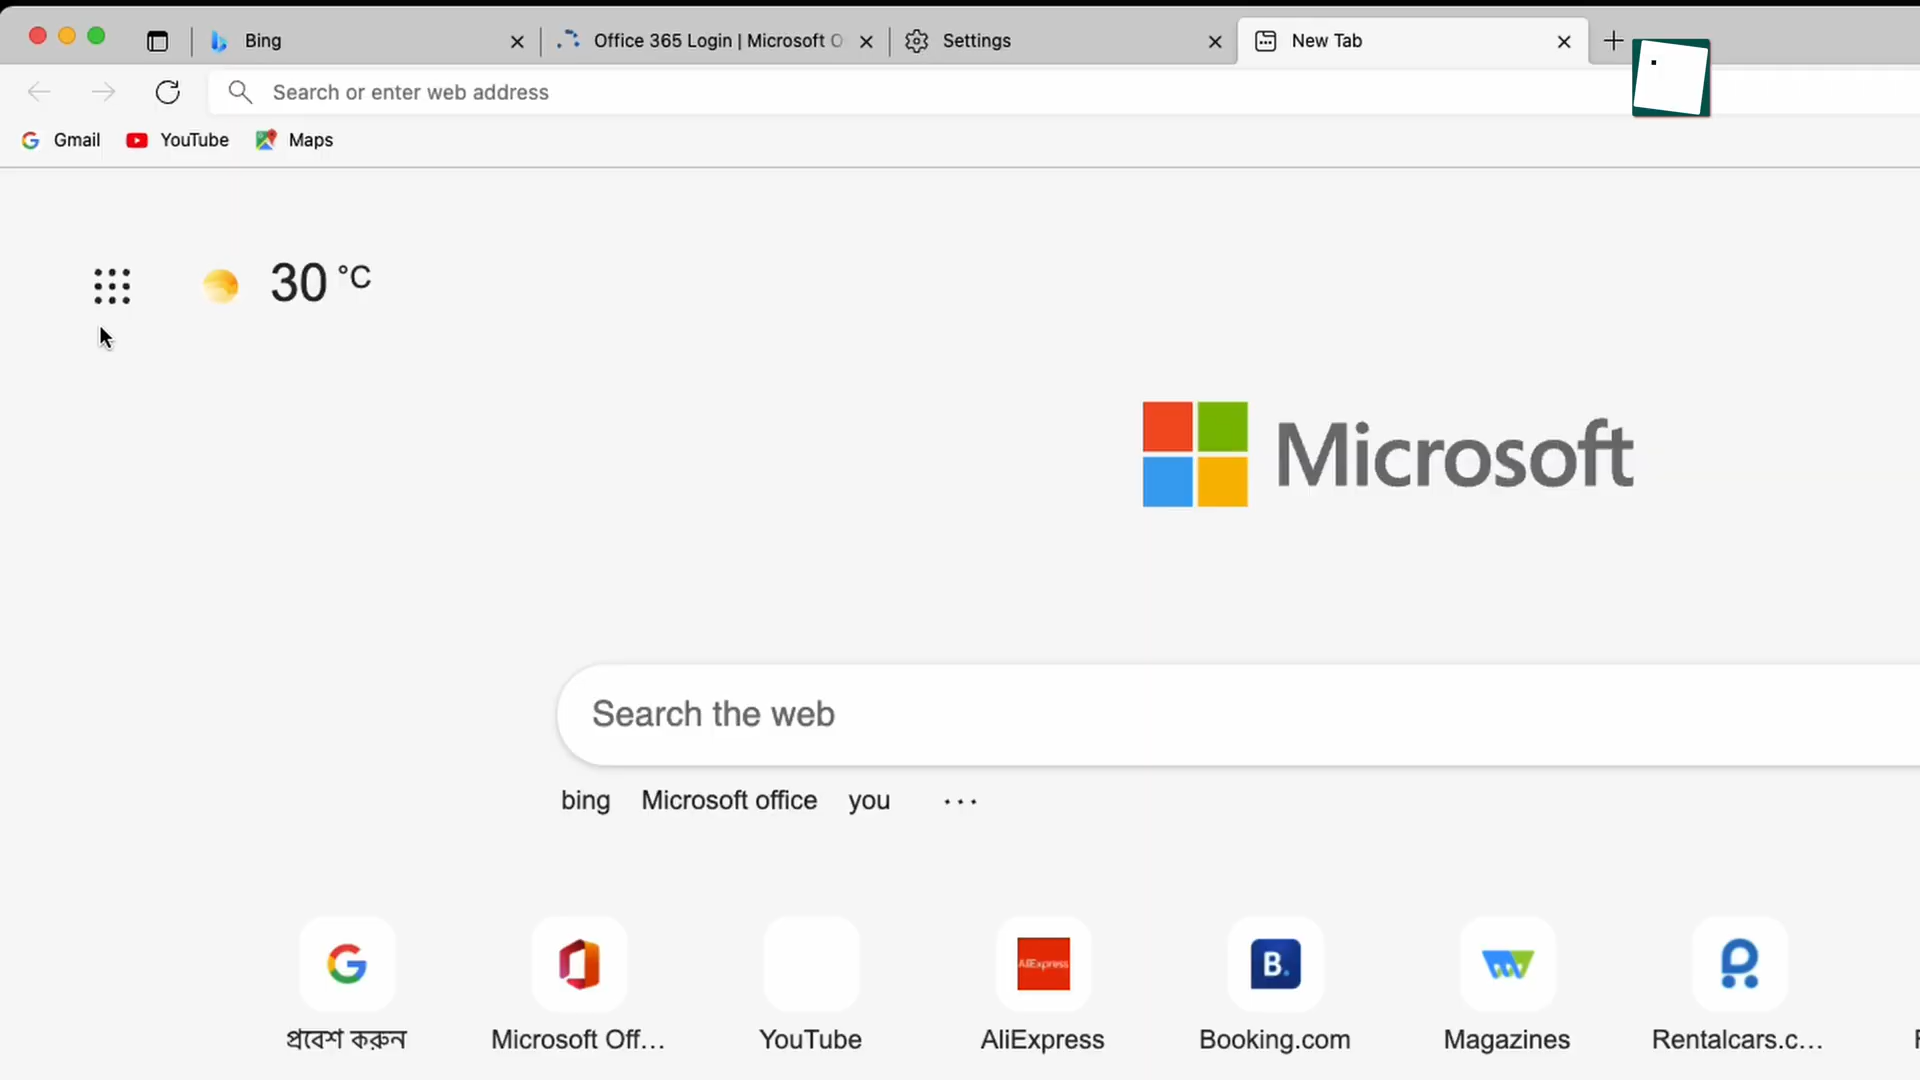 Bing
Office 365 Login | Microsoft O
Settings
New Tab
Search or enter web address
Gmail
YouTube
Maps
30 °C
Microsoft
Search the web
bing
Microsoft office
you
...
AliExpress
B.
প্রবেশ করুন
Microsoft Off...
YouTube
AliExpress
Booking.com
Magazines
Rentalcars.c...